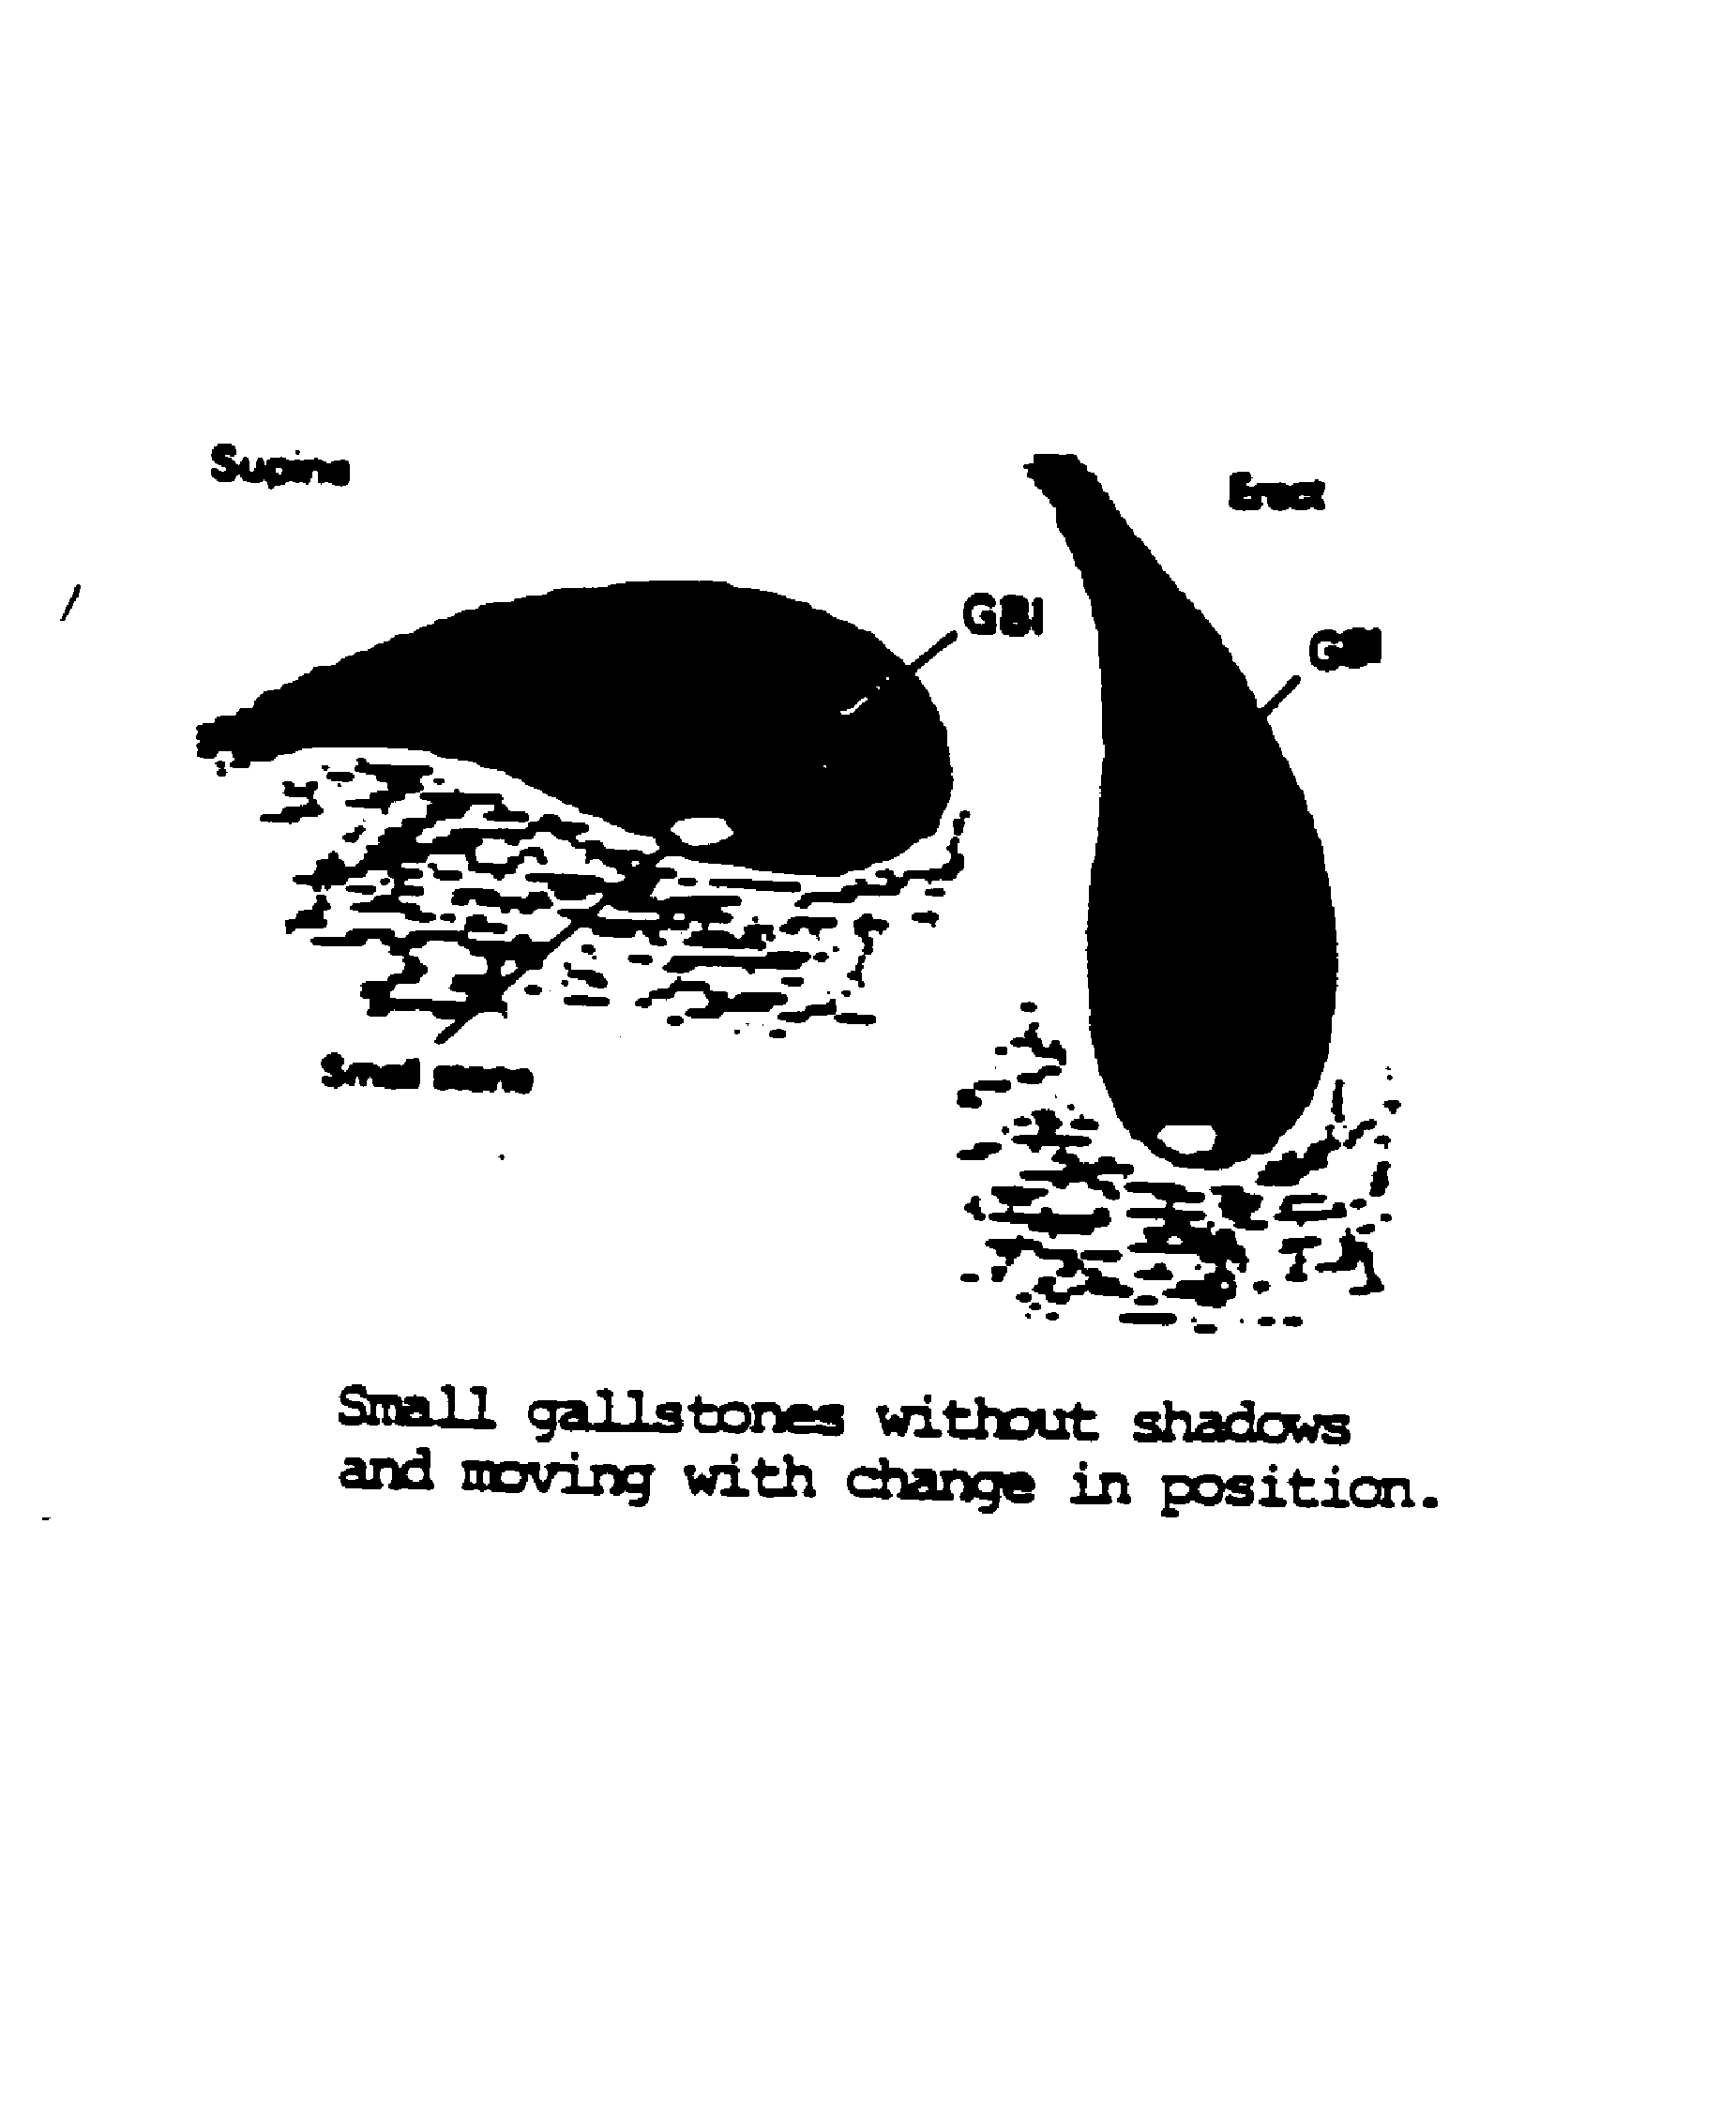 Supine
Erect
GBl
GBl
Small stone
Small gallstones without shadows
and moving with change in position.